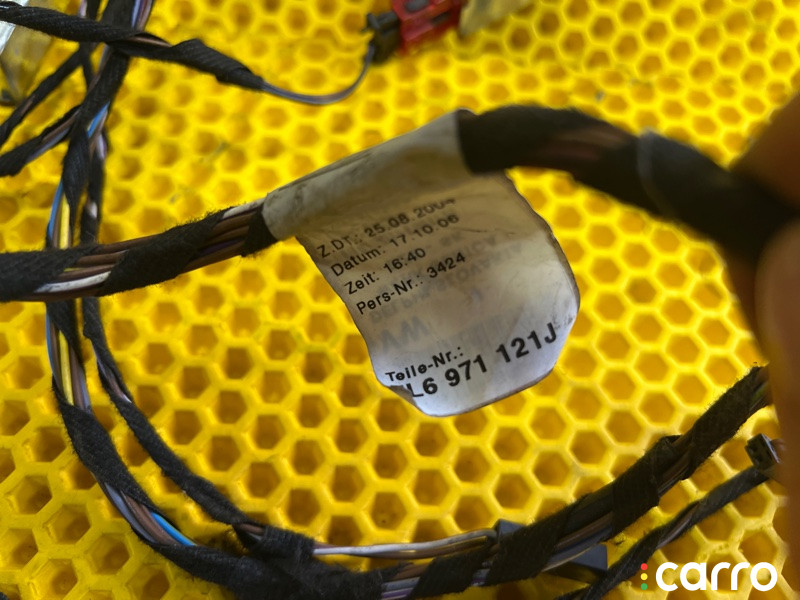 Z.DT.: 25.08.2004
Datum: 17.10.06
Zeit: 16:40
Pers-Nr.: 3424
Teile-Nr.:
L6 971 121J
carro